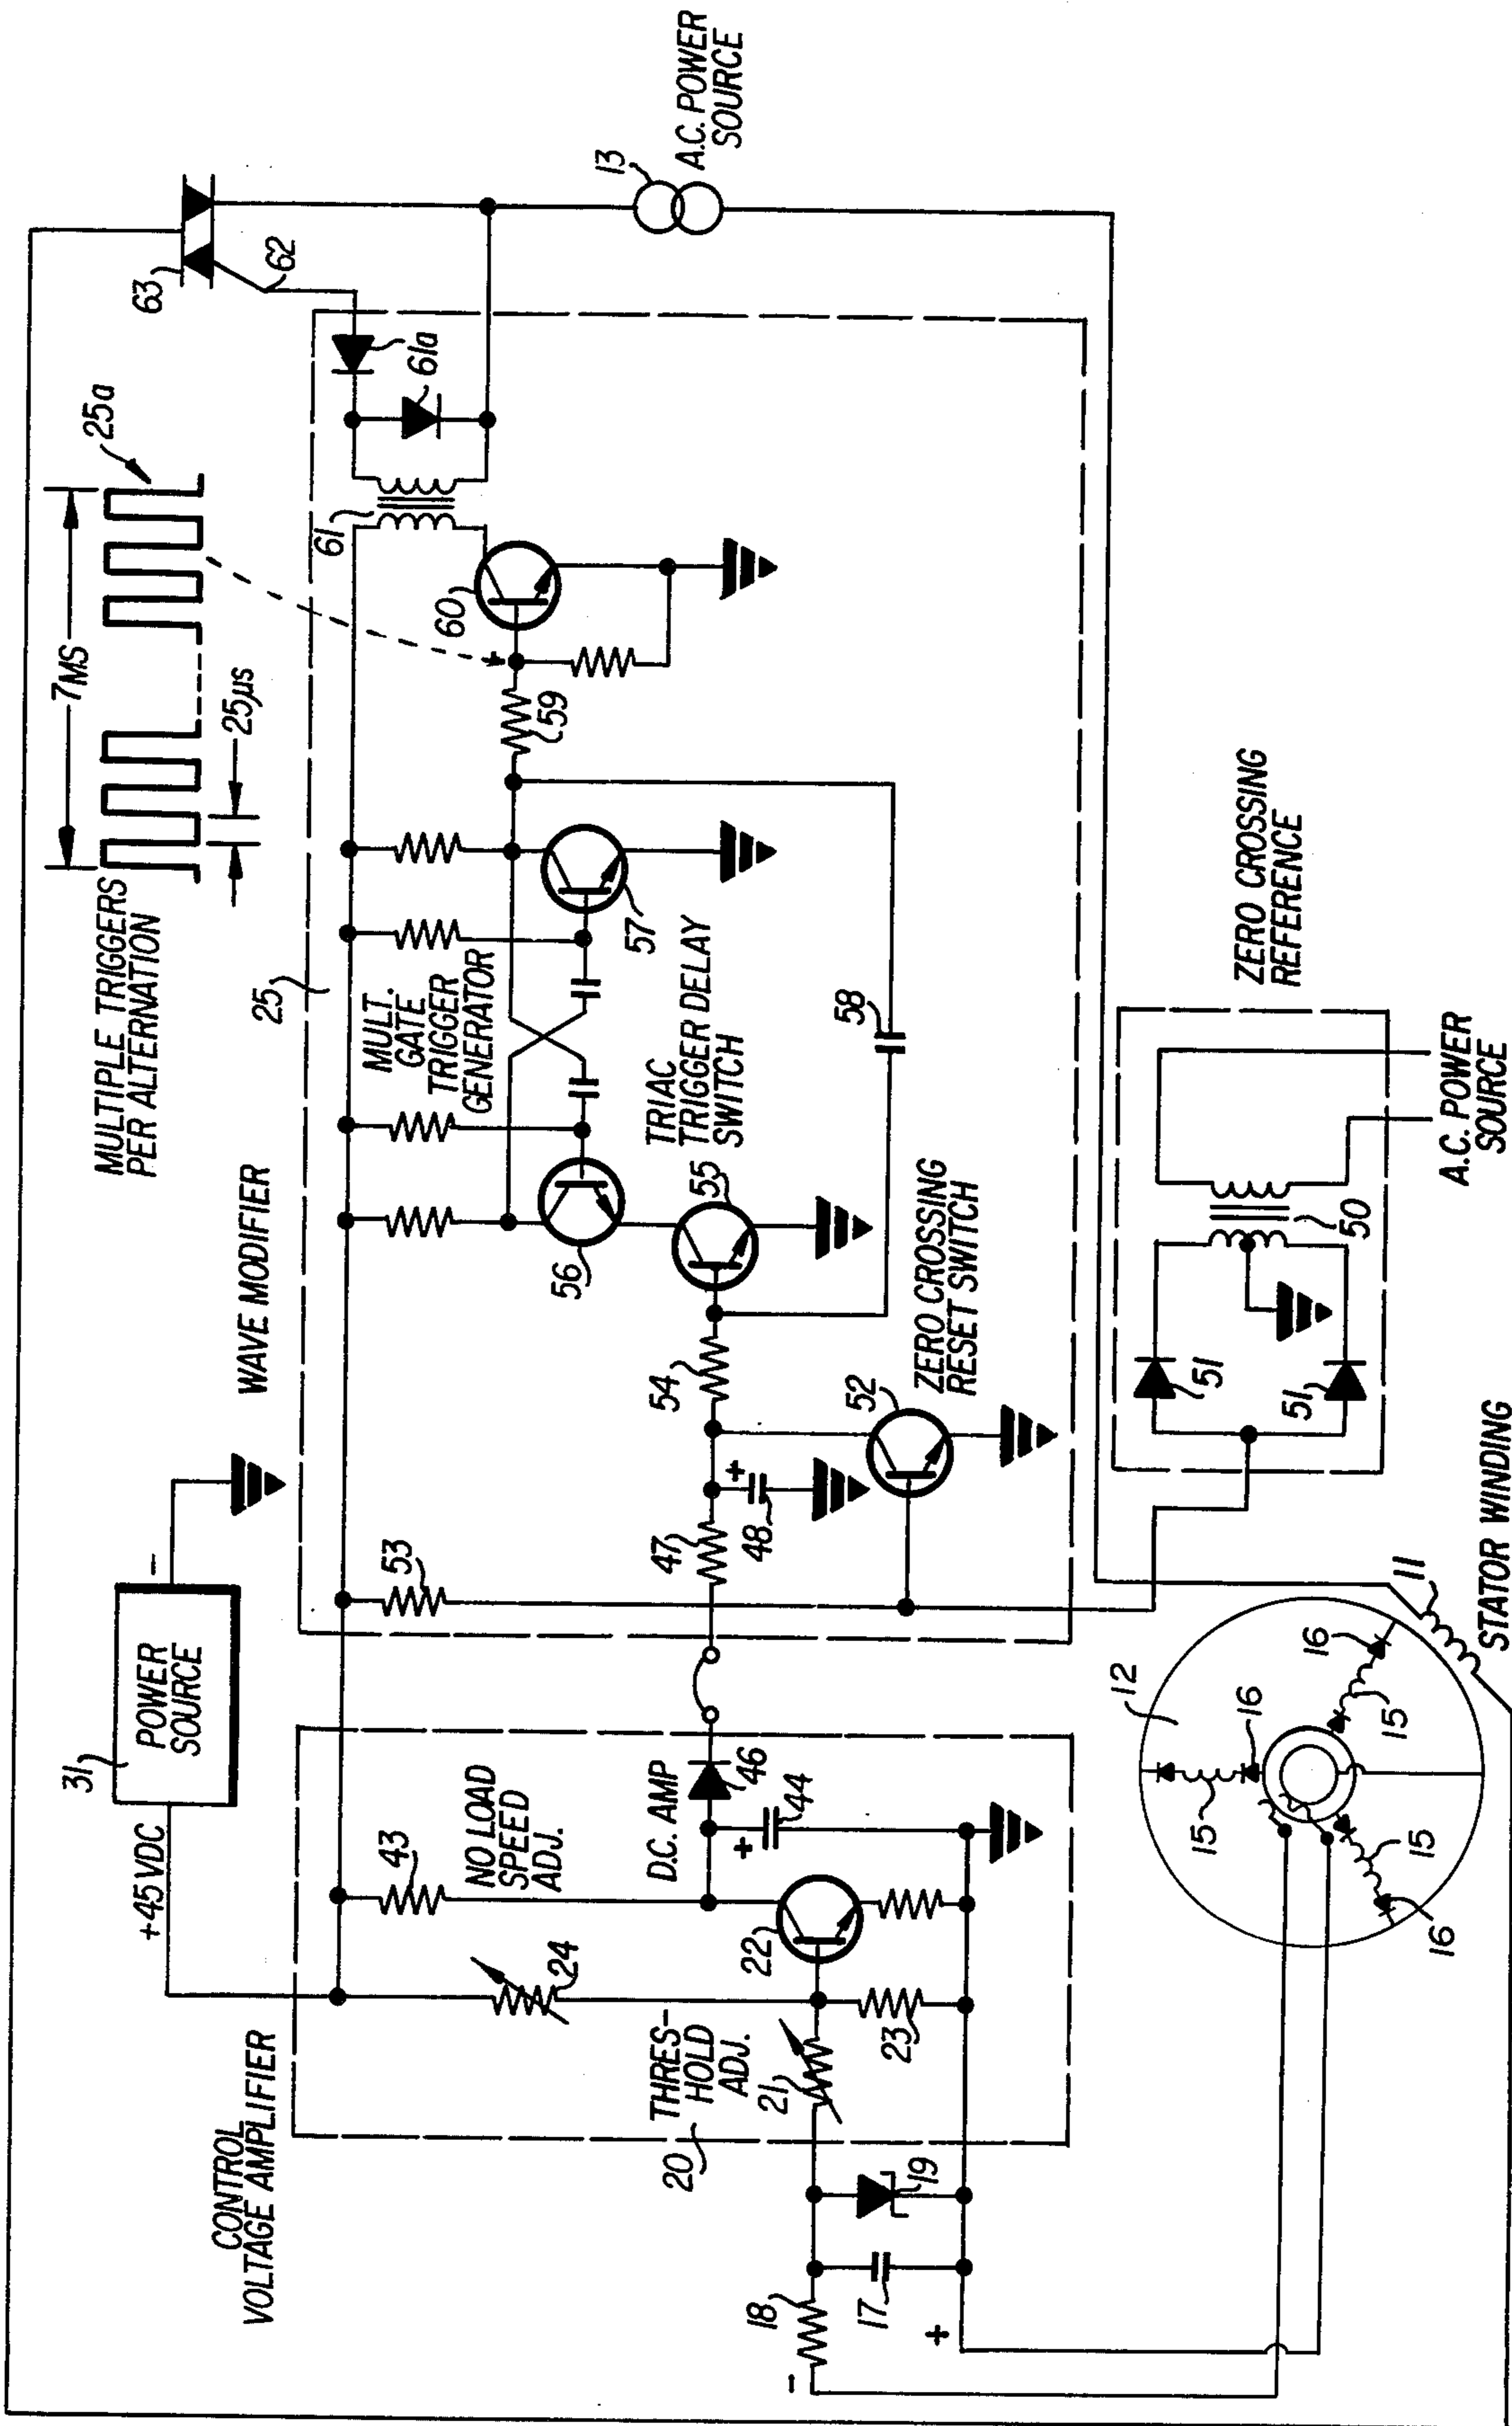 CONTROL
VOLTAGE AMPLIFIER
+45VDC
31
POWER
SOURCE
−
WAVE MODIFIER
MULTIPLE TRIGGERS
PER ALTERNATION
7MS
25µs
25a
63
62
25
61
61a
60
+
59
13
A.C. POWER
SOURCE
53
43
NO LOAD
SPEED
ADJ.
24
THRES-
HOLD
ADJ.
20
21
22
23
D.C. AMP
46
44
+
47
48
+
54
52
ZERO CROSSING
RESET SWITCH
55
56
TRIAC
TRIGGER DELAY
SWITCH
MULT.
GATE
TRIGGER
GENERATOR
57
58
18
17
19
−
+
12
15
16
15
16
15
16
11
STATOR WINDING
51
51
50
A.C. POWER
SOURCE
ZERO CROSSING
REFERENCE